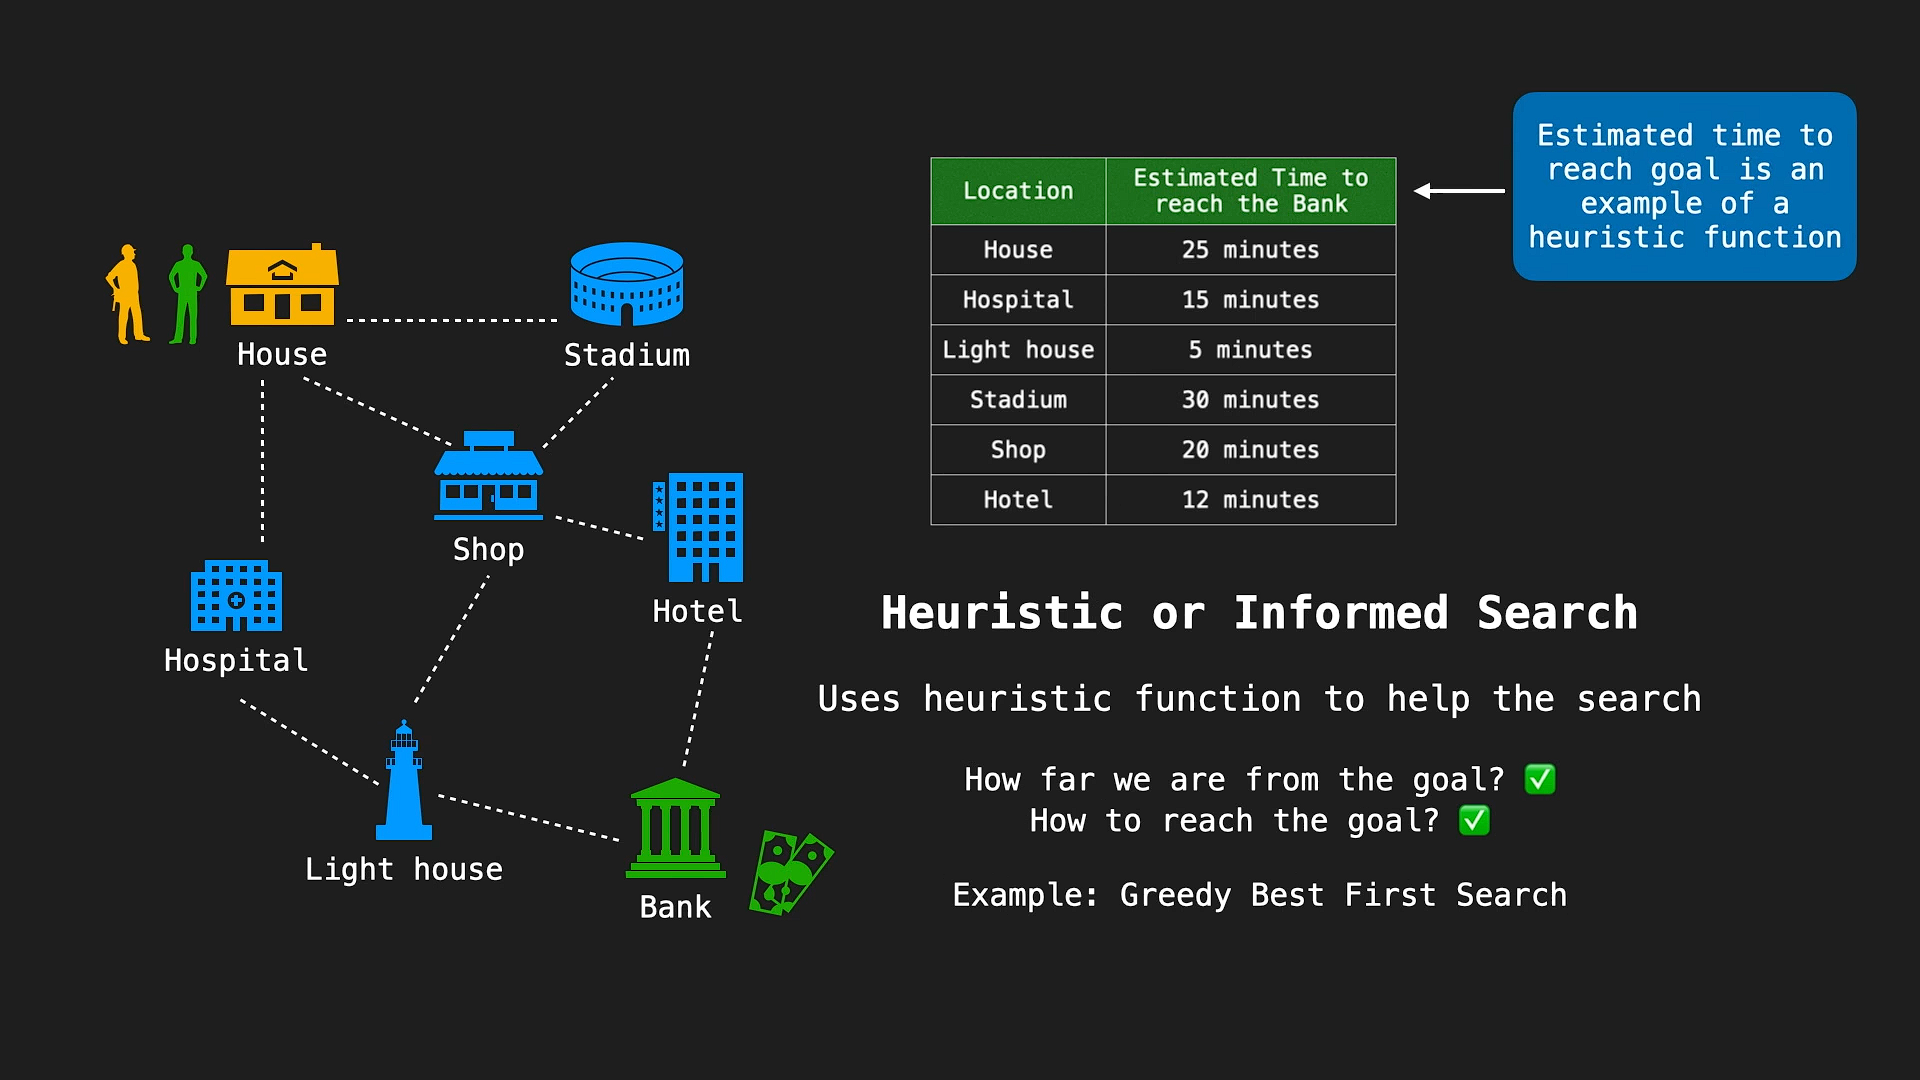 Estimated time to
reach goal is an
example of a
heuristic function
Location
Estimated Time to
reach the Bank
House
25 minutes
Hospital
15 minutes
Light house
5 minutes
Stadium
30 minutes
Shop
20 minutes
Hotel
12 minutes
House
Stadium
Shop
Hotel
Hospital
Light house
Bank
Heuristic or Informed Search
Uses heuristic function to help the search
How far we are from the goal? ✅
How to reach the goal? ✅
Example: Greedy Best First Search